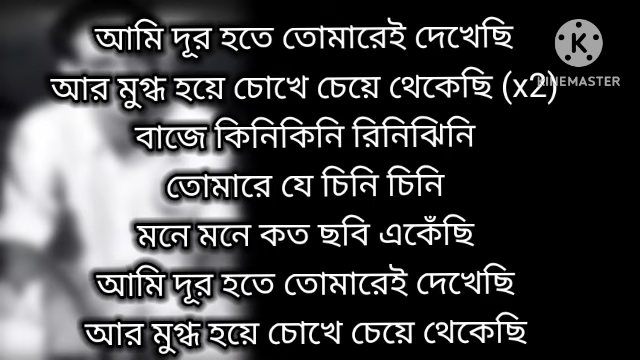 আমি দূর হতে তোমারেই দেখেছি
আর মুগ্ধ হয়ে চোখে চেয়ে থেকেছি (x2)
বাজে কিনিকিনি রিনিঝিনি
তোমারে যে চিনি চিনি
মনে মনে কত ছবি একেঁছি
আমি দূর হতে তোমারেই দেখেছি
আর মুগ্ধ হয়ে চোখে চেয়ে থেকেছি
K
KINEMASTER